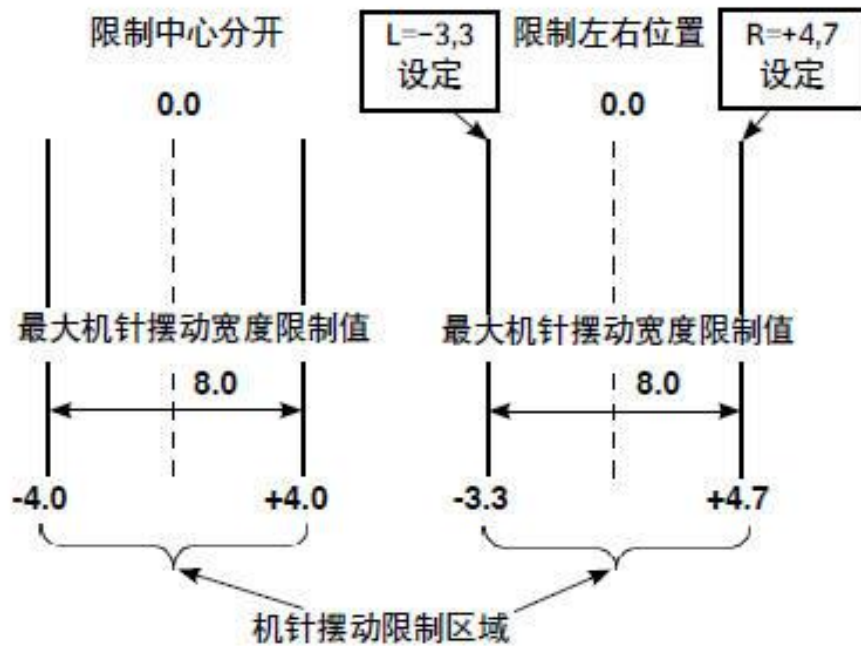 限制中心分开
0.0
最大机针摆动宽度限制值
8.0
-4.0
+4.0
L=−3,3
设定
限制左右位置
R=+4,7
设定
0.0
最大机针摆动宽度限制值
8.0
-3.3
+4.7
机针摆动限制区域